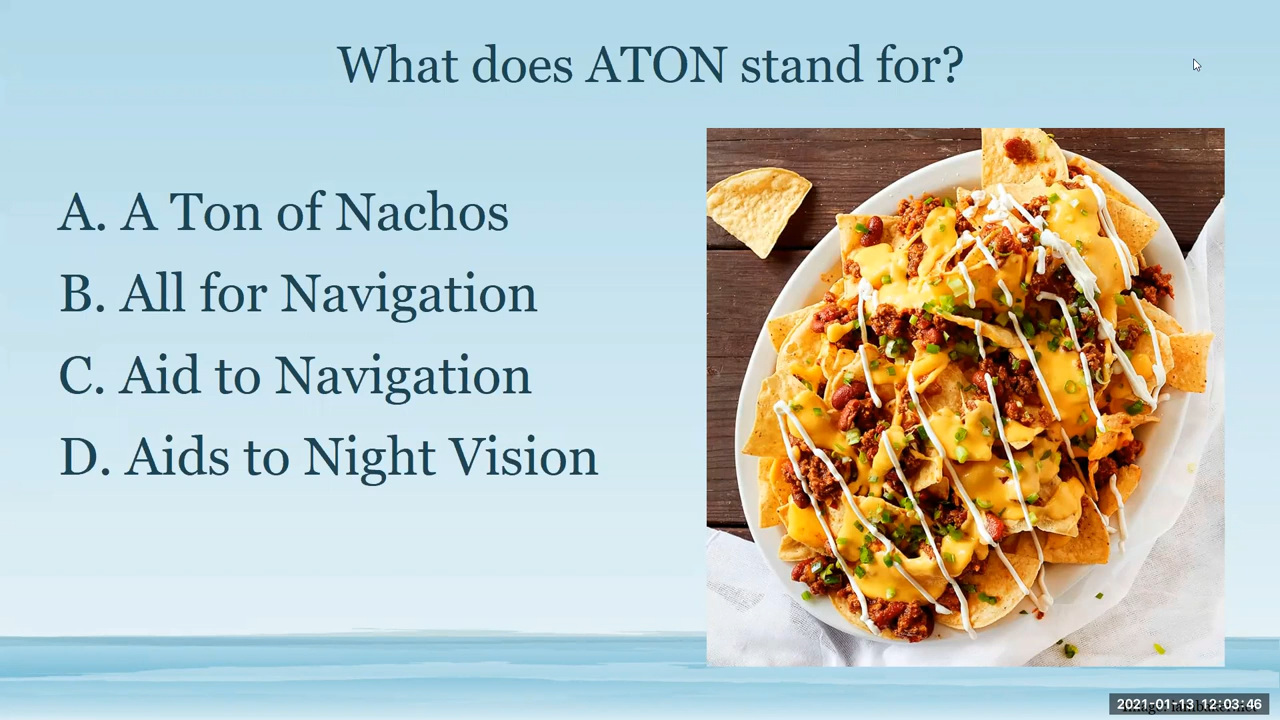 What does ATON stand for?
A. A Ton of Nachos
B. All for Navigation
C. Aid to Navigation
D. Aids to Night Vision
2021-01-13 12:03:46